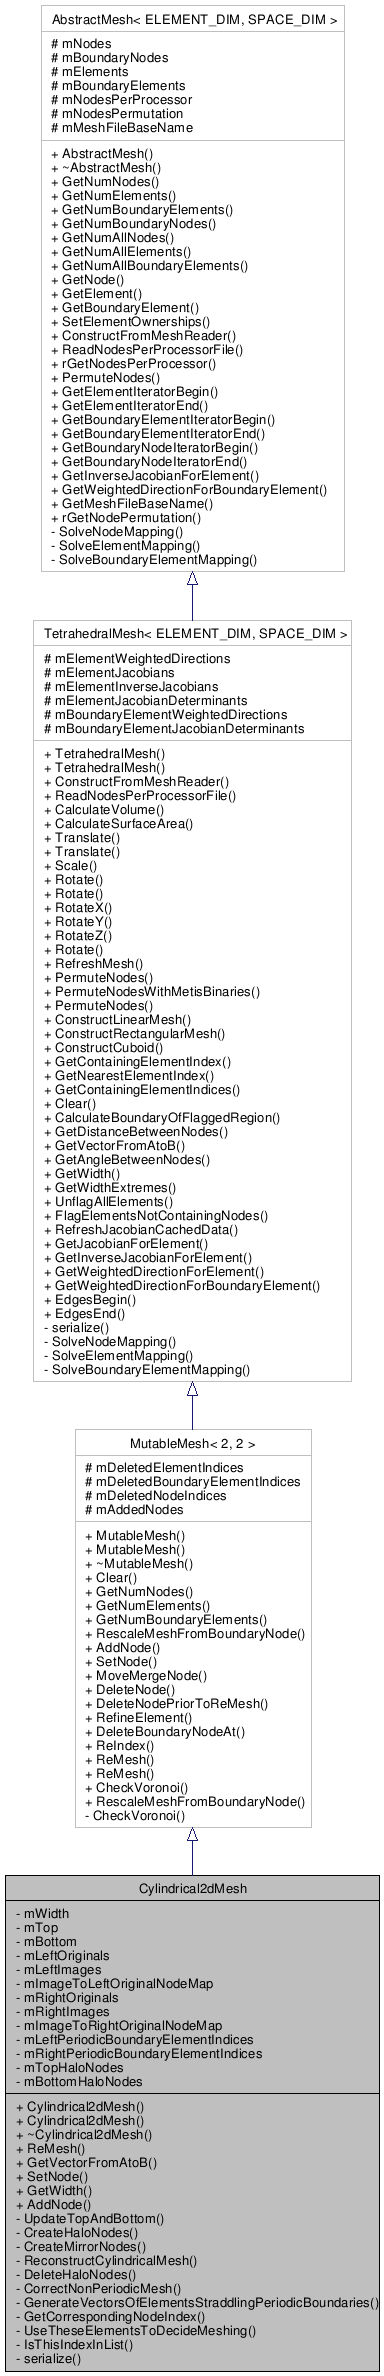 AbstractMesh< ELEMENT_DIM, SPACE_DIM >
# mNodes
# mBoundaryNodes
# mElements
# mBoundaryElements
# mNodesPerProcessor
# mNodesPermutation
# mMeshFileBaseName
+ AbstractMesh()
+ ~AbstractMesh()
+ GetNumNodes()
+ GetNumElements()
+ GetNumBoundaryElements()
+ GetNumBoundaryNodes()
+ GetNumAllNodes()
+ GetNumAllElements()
+ GetNumAllBoundaryElements()
+ GetNode()
+ GetElement()
+ GetBoundaryElement()
+ SetElementOwnerships()
+ ConstructFromMeshReader()
+ ReadNodesPerProcessorFile()
+ rGetNodesPerProcessor()
+ PermuteNodes()
+ GetElementIteratorBegin()
+ GetElementIteratorEnd()
+ GetBoundaryElementIteratorBegin()
+ GetBoundaryElementIteratorEnd()
+ GetBoundaryNodeIteratorBegin()
+ GetBoundaryNodeIteratorEnd()
+ GetInverseJacobianForElement()
+ GetWeightedDirectionForBoundaryElement()
+ GetMeshFileBaseName()
+ rGetNodePermutation()
- SolveNodeMapping()
- SolveElementMapping()
- SolveBoundaryElementMapping()
TetrahedralMesh< ELEMENT_DIM, SPACE_DIM >
# mElementWeightedDirections
# mElementJacobians
# mElementInverseJacobians
# mElementJacobianDeterminants
# mBoundaryElementWeightedDirections
# mBoundaryElementJacobianDeterminants
+ TetrahedralMesh()
+ TetrahedralMesh()
+ ConstructFromMeshReader()
+ ReadNodesPerProcessorFile()
+ CalculateVolume()
+ CalculateSurfaceArea()
+ Translate()
+ Translate()
+ Scale()
+ Rotate()
+ Rotate()
+ RotateX()
+ RotateY()
+ RotateZ()
+ Rotate()
+ RefreshMesh()
+ PermuteNodes()
+ PermuteNodesWithMetisBinaries()
+ PermuteNodes()
+ ConstructLinearMesh()
+ ConstructRectangularMesh()
+ ConstructCuboid()
+ GetContainingElementIndex()
+ GetNearestElementIndex()
+ GetContainingElementIndices()
+ Clear()
+ CalculateBoundaryOfFlaggedRegion()
+ GetDistanceBetweenNodes()
+ GetVectorFromAtoB()
+ GetAngleBetweenNodes()
+ GetWidth()
+ GetWidthExtremes()
+ UnflagAllElements()
+ FlagElementsNotContainingNodes()
+ RefreshJacobianCachedData()
+ GetJacobianForElement()
+ GetInverseJacobianForElement()
+ GetWeightedDirectionForElement()
+ GetWeightedDirectionForBoundaryElement()
+ EdgesBegin()
+ EdgesEnd()
- serialize()
- SolveNodeMapping()
- SolveElementMapping()
- SolveBoundaryElementMapping()
MutableMesh< 2, 2 >
# mDeletedElementIndices
# mDeletedBoundaryElementIndices
# mDeletedNodeIndices
# mAddedNodes
+ MutableMesh()
+ MutableMesh()
+ ~MutableMesh()
+ Clear()
+ GetNumNodes()
+ GetNumElements()
+ GetNumBoundaryElements()
+ RescaleMeshFromBoundaryNode()
+ AddNode()
+ SetNode()
+ MoveMergeNode()
+ DeleteNode()
+ DeleteNodePriorToReMesh()
+ RefineElement()
+ DeleteBoundaryNodeAt()
+ ReIndex()
+ ReMesh()
+ ReMesh()
+ CheckVoronoi()
+ RescaleMeshFromBoundaryNode()
- CheckVoronoi()
Cylindrical2dMesh
- mWidth
- mTop
- mBottom
- mLeftOriginals
- mLeftImages
- mImageToLeftOriginalNodeMap
- mRightOriginals
- mRightImages
- mImageToRightOriginalNodeMap
- mLeftPeriodicBoundaryElementIndices
- mRightPeriodicBoundaryElementIndices
- mTopHaloNodes
- mBottomHaloNodes
+ Cylindrical2dMesh()
+ Cylindrical2dMesh()
+ ~Cylindrical2dMesh()
+ ReMesh()
+ GetVectorFromAtoB()
+ SetNode()
+ GetWidth()
+ AddNode()
- UpdateTopAndBottom()
- CreateHaloNodes()
- CreateMirrorNodes()
- ReconstructCylindricalMesh()
- DeleteHaloNodes()
- CorrectNonPeriodicMesh()
- GenerateVectorsOfElementsStraddlingPeriodicBoundaries()
- GetCorrespondingNodeIndex()
- UseTheseElementsToDecideMeshing()
- IsThisIndexInList()
- serialize()